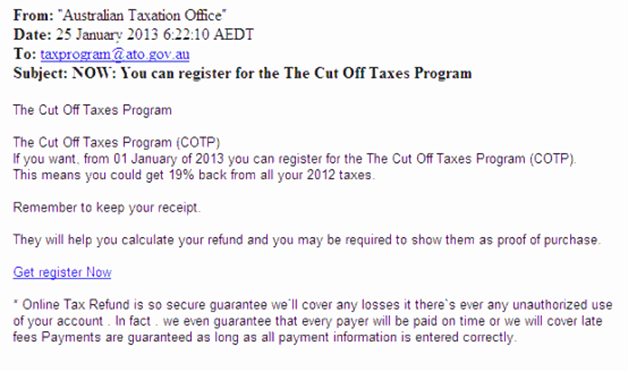 From: "Australian Taxation Office"
Date: 25 January 2013 6:22:10 AEDT
To: taxprogram@ato.gov.au
Subject: NOW: You can register for the The Cut Off Taxes Program
The Cut Off Taxes Program
The Cut Off Taxes Program (COTP)
If you want, from 01 January of 2013 you can register for the The Cut Off Taxes Program (COTP).
This means you could get 19% back from all your 2012 taxes.
Remember to keep your receipt.
They will help you calculate your refund and you may be required to show them as proof of purchase.
Get register Now
* Online Tax Refund is so secure guarantee we´ll cover any losses it there`s ever any unauthorized use
of your account . In fact . we even guarantee that every payer will be paid on time or we will cover late
fees Payments are guaranteed as long as all payment information is entered correctly.